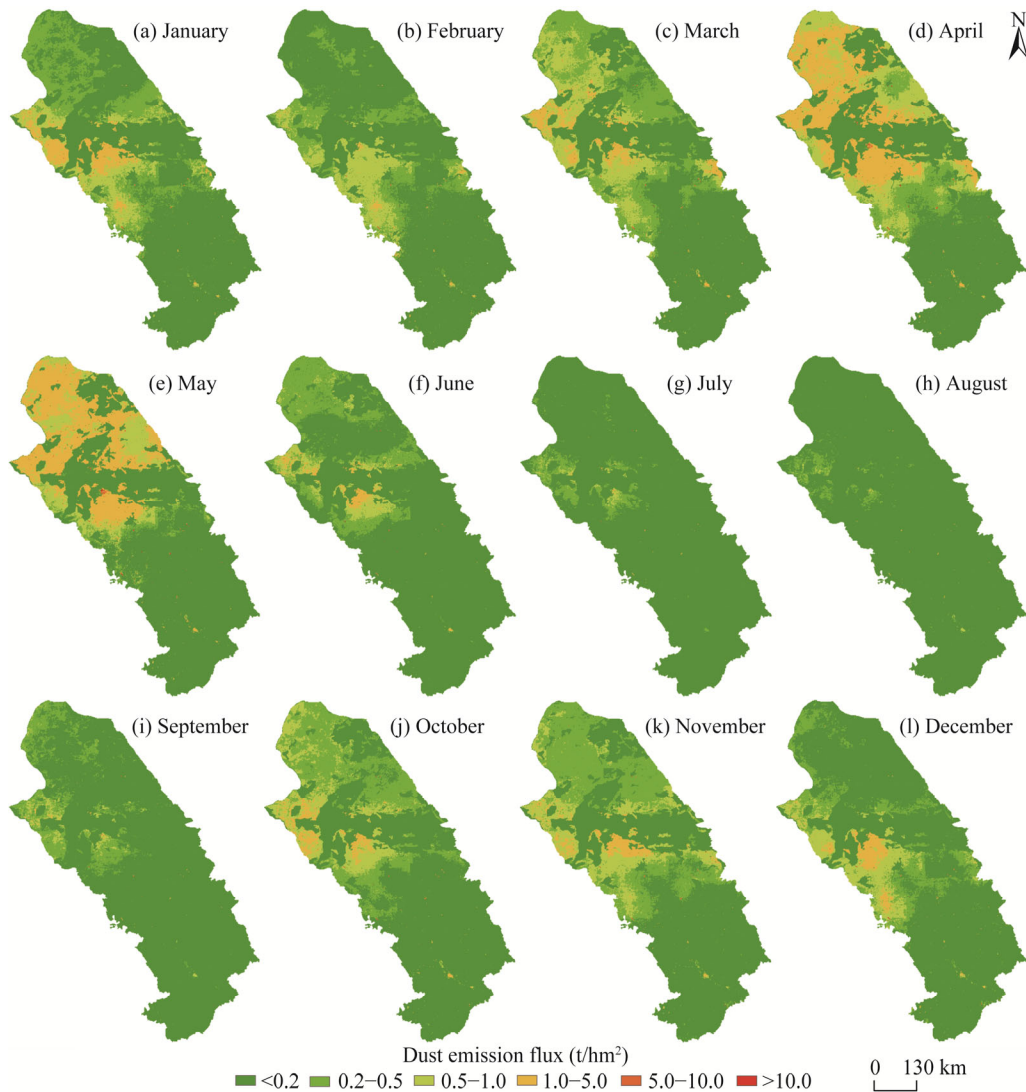 (a) January
(b) February
(c) March
(d) April
N
(e) May
(f) June
(g) July
(h) August
(i) September
(j) October
(k) November
(l) December
Dust emission flux (t/hm²)
<0.2 0.2−0.5 0.5−1.0 1.0−5.0 5.0−10.0 >10.0
0 130 km